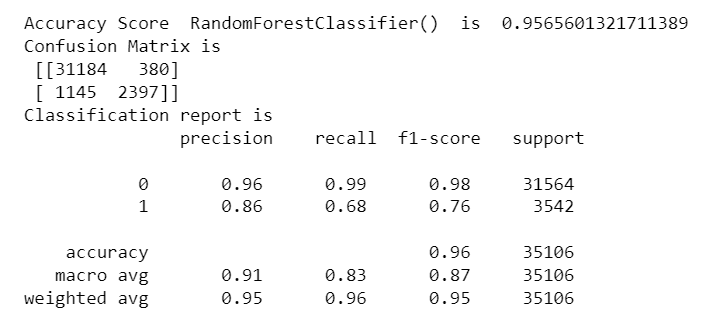 Accuracy Score  RandomForestClassifier()  is  0.9565601321711389
Confusion Matrix is
[[31184   380]
[ 1145  2397]]
Classification report is
precision    recall  f1-score   support
0       0.96      0.99      0.98     31564
1       0.86      0.68      0.76      3542
accuracy                           0.96     35106
macro avg       0.91      0.83      0.87     35106
weighted avg       0.95      0.96      0.95     35106